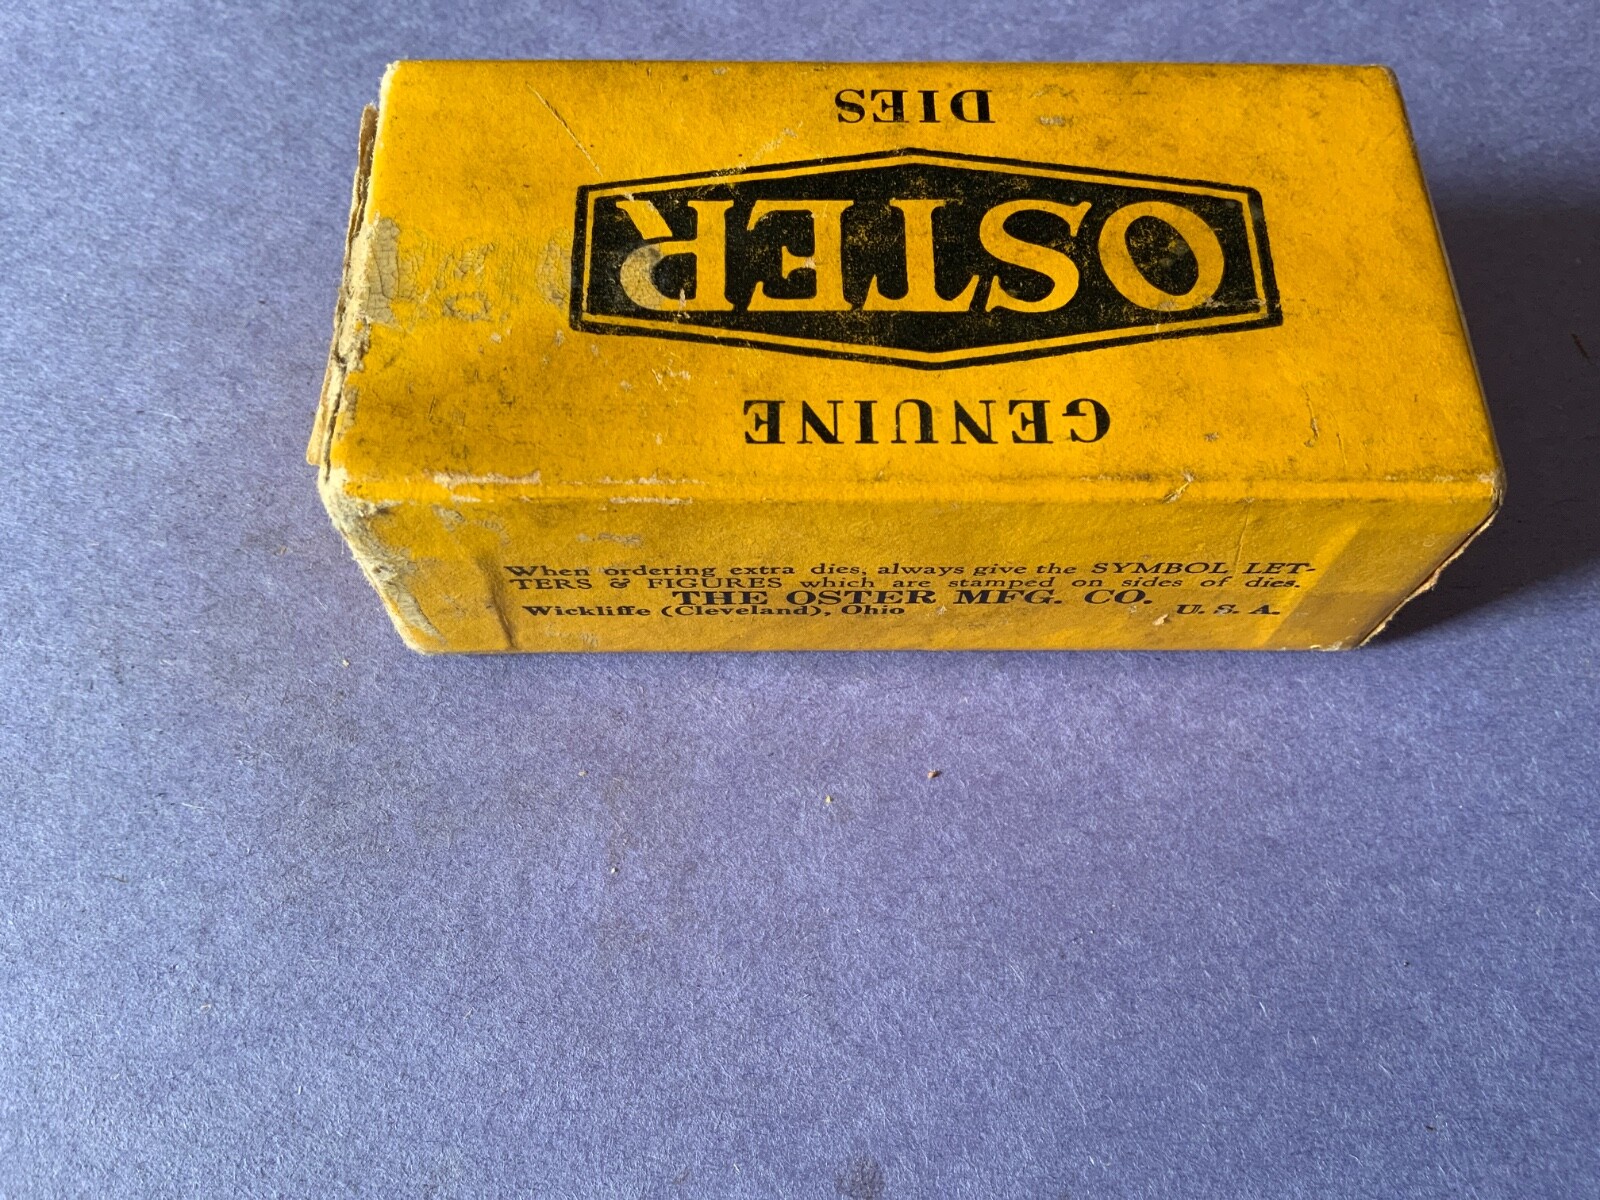 GENUINE
OSTER
DIES
When ordering extra dies, always give the SYMBOL LET-
TERS & FIGURES which are stamped on sides of dies.
THE OSTER MFG. CO.
Wickliffe (Cleveland), Ohio U. S. A.